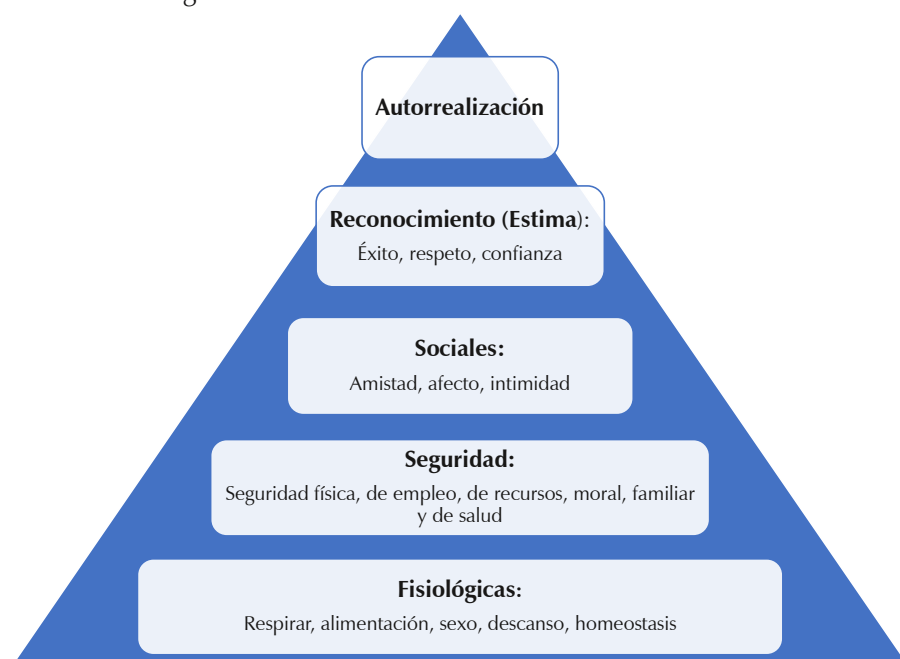 Autorrealización
Reconocimiento (Estima):
Éxito, respeto, confianza
Sociales:
Amistad, afecto, intimidad
Seguridad:
Seguridad física, de empleo, de recursos, moral, familiar
y de salud
Fisiológicas:
Respirar, alimentación, sexo, descanso, homeostasis